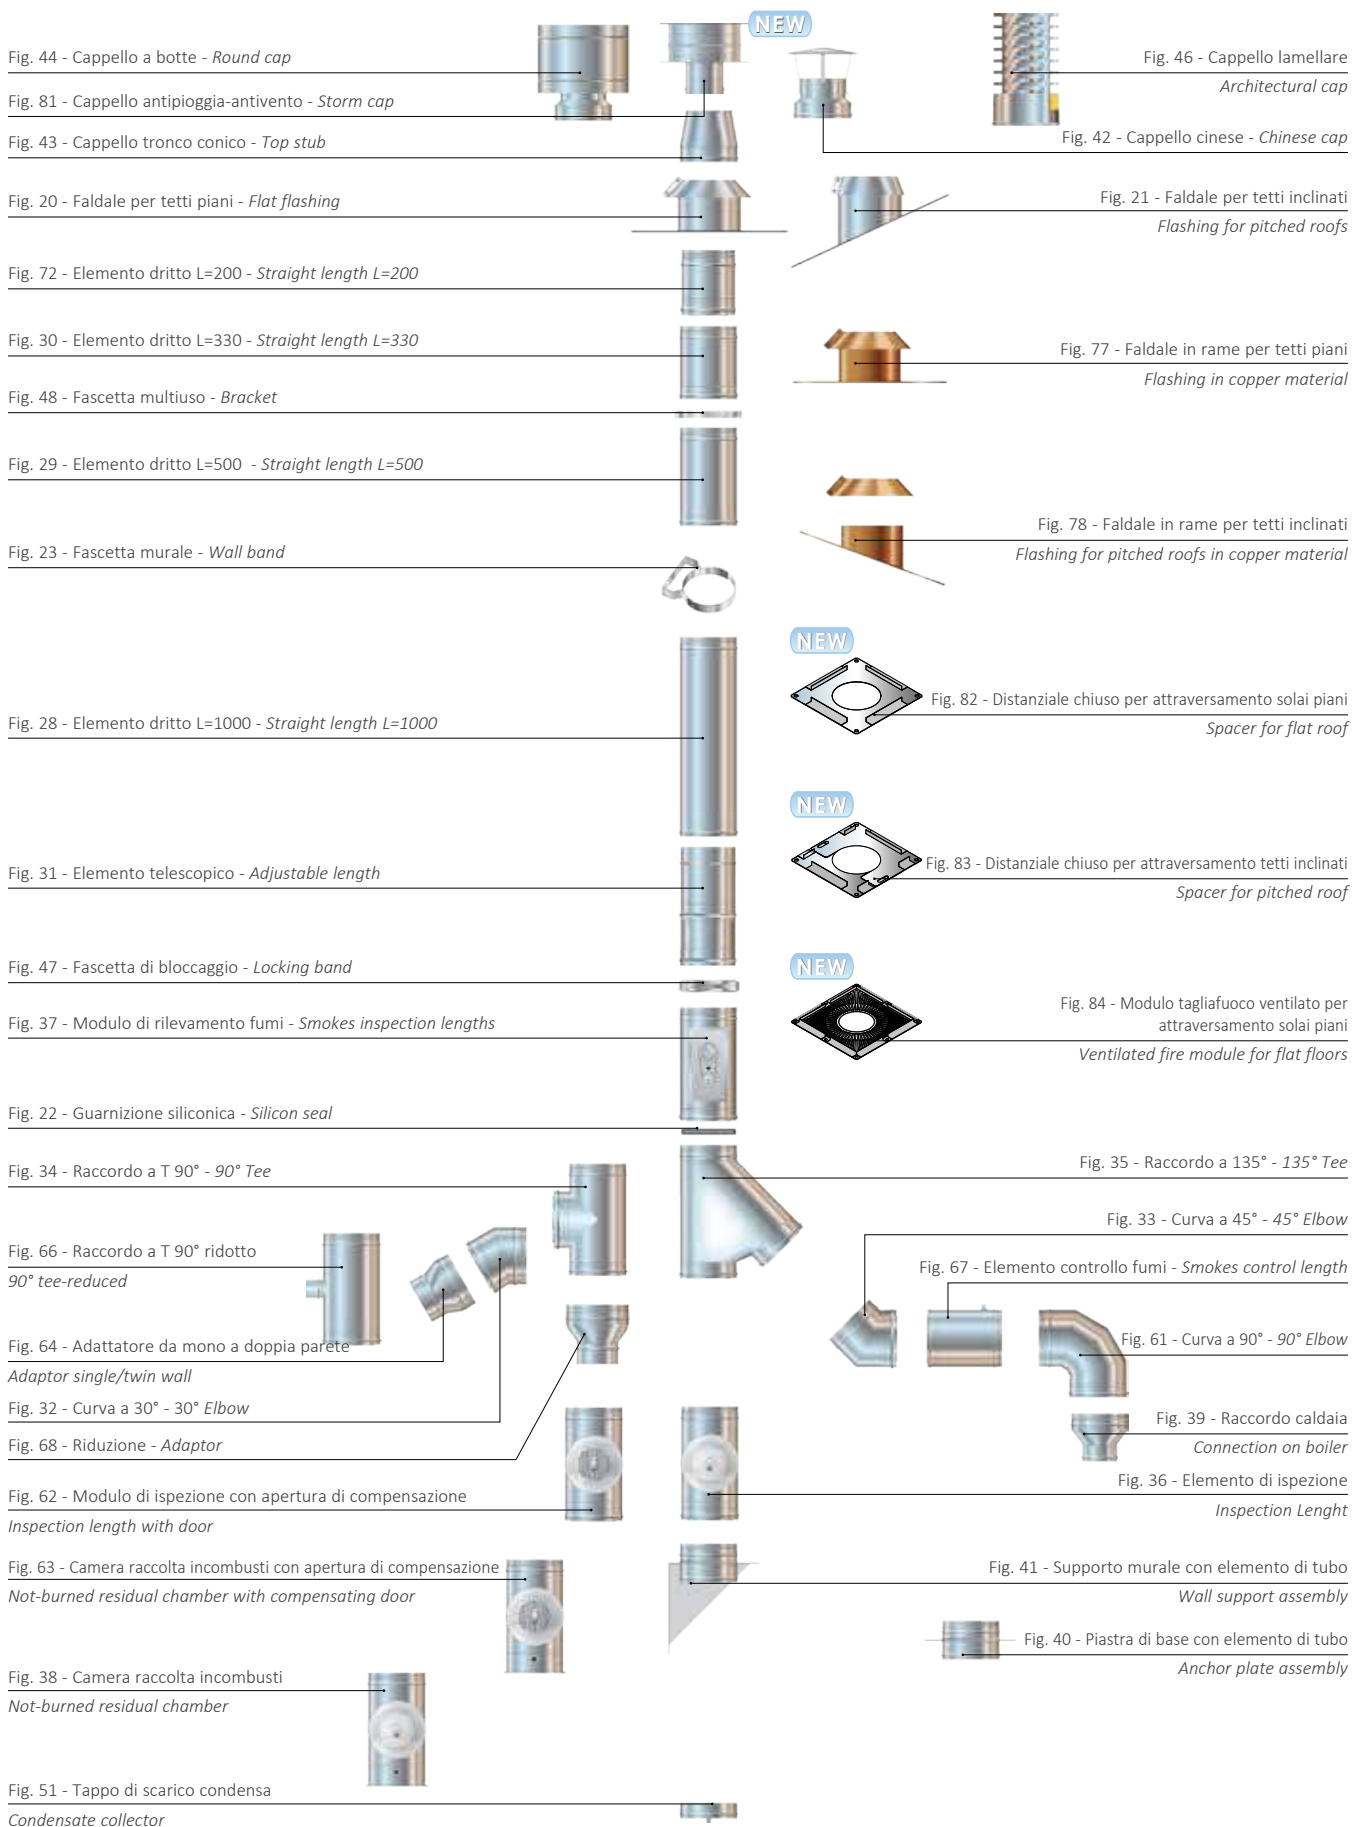 NEW
Fig. 44 - Cappello a botte - Round cap
Fig. 81 - Cappello antipioggia-antivento - Storm cap
Fig. 43 - Cappello tronco conico - Top stub
Fig. 20 - Faldale per tetti piani - Flat flashing
Fig. 72 - Elemento dritto L=200 - Straight length L=200
Fig. 30 - Elemento dritto L=330 - Straight length L=330
Fig. 48 - Fascetta multiuso - Bracket
Fig. 29 - Elemento dritto L=500 - Straight length L=500
Fig. 23 - Fascetta murale - Wall band
Fig. 28 - Elemento dritto L=1000 - Straight length L=1000
Fig. 31 - Elemento telescopico - Adjustable length
Fig. 47 - Fascetta di bloccaggio - Locking band
Fig. 37 - Modulo di rilevamento fumi - Smokes inspection lengths
Fig. 22 - Guarnizione siliconica - Silicon seal
Fig. 34 - Raccordo a T 90° - 90° Tee
Fig. 66 - Raccordo a T 90° ridotto
90° tee-reduced
Fig. 64 - Adattatore da mono a doppia parete
Adaptor single/twin wall
Fig. 32 - Curva a 30° - 30° Elbow
Fig. 68 - Riduzione - Adaptor
Fig. 62 - Modulo di ispezione con apertura di compensazione
Inspection length with door
Fig. 63 - Camera raccolta incombusti con apertura di compensazione
Not-burned residual chamber with compensating door
Fig. 38 - Camera raccolta incombusti
Not-burned residual chamber
Fig. 51 - Tappo di scarico condensa
Condensate collector
Fig. 46 - Cappello lamellare
Architectural cap
Fig. 42 - Cappello cinese - Chinese cap
Fig. 21 - Faldale per tetti inclinati
Flashing for pitched roofs
Fig. 77 - Faldale in rame per tetti piani
Flashing in copper material
Fig. 78 - Faldale in rame per tetti inclinati
Flashing for pitched roofs in copper material
NEW
Fig. 82 - Distanziale chiuso per attraversamento solai piani
Spacer for flat roof
NEW
Fig. 83 - Distanziale chiuso per attraversamento tetti inclinati
Spacer for pitched roof
NEW
Fig. 84 - Modulo tagliafuoco ventilato per
attraversamento solai piani
Ventilated fire module for flat floors
Fig. 35 - Raccordo a 135° - 135° Tee
Fig. 33 - Curva a 45° - 45° Elbow
Fig. 67 - Elemento controllo fumi - Smokes control length
Fig. 61 - Curva a 90° - 90° Elbow
Fig. 39 - Raccordo caldaia
Connection on boiler
Fig. 36 - Elemento di ispezione
Inspection Lenght
Fig. 41 - Supporto murale con elemento di tubo
Wall support assembly
Fig. 40 - Piastra di base con elemento di tubo
Anchor plate assembly